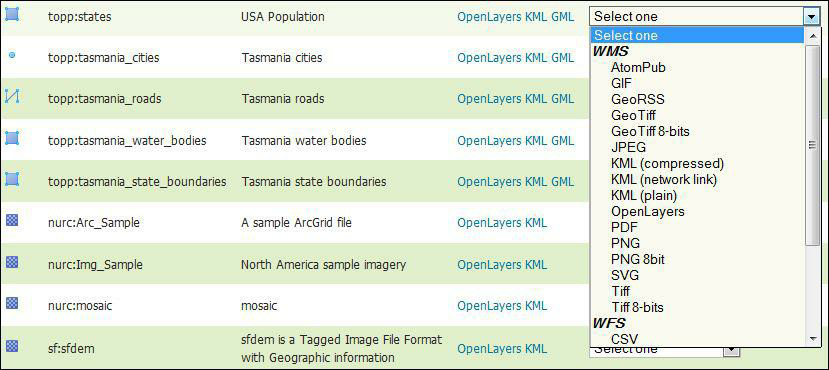 topp:states USA Population OpenLayers KML GML Select one
Select one
WMS
topp:tasmania_cities Tasmania cities OpenLayers KML GML
AtomPub
GIF
topp:tasmania_roads Tasmania roads OpenLayers KML GML
GeoRSS
GeoTiff
GeoTiff 8-bits
topp:tasmania_water_bodies Tasmania water bodies OpenLayers KML GML
JPEG
KML (compressed)
topp:tasmania_state_boundaries Tasmania state boundaries OpenLayers KML GML
KML (network link)
KML (plain)
OpenLayers
nurc:Arc_Sample A sample ArcGrid file OpenLayers KML
PDF
PNG
nurc:Img_Sample North America sample imagery OpenLayers KML
PNG 8bit
SVG
Tiff
nurc:mosaic mosaic OpenLayers KML
Tiff 8-bits
WFS
CSV
sf:sfdem sfdem is a Tagged Image File Format OpenLayers KML Select one
with Geographic information